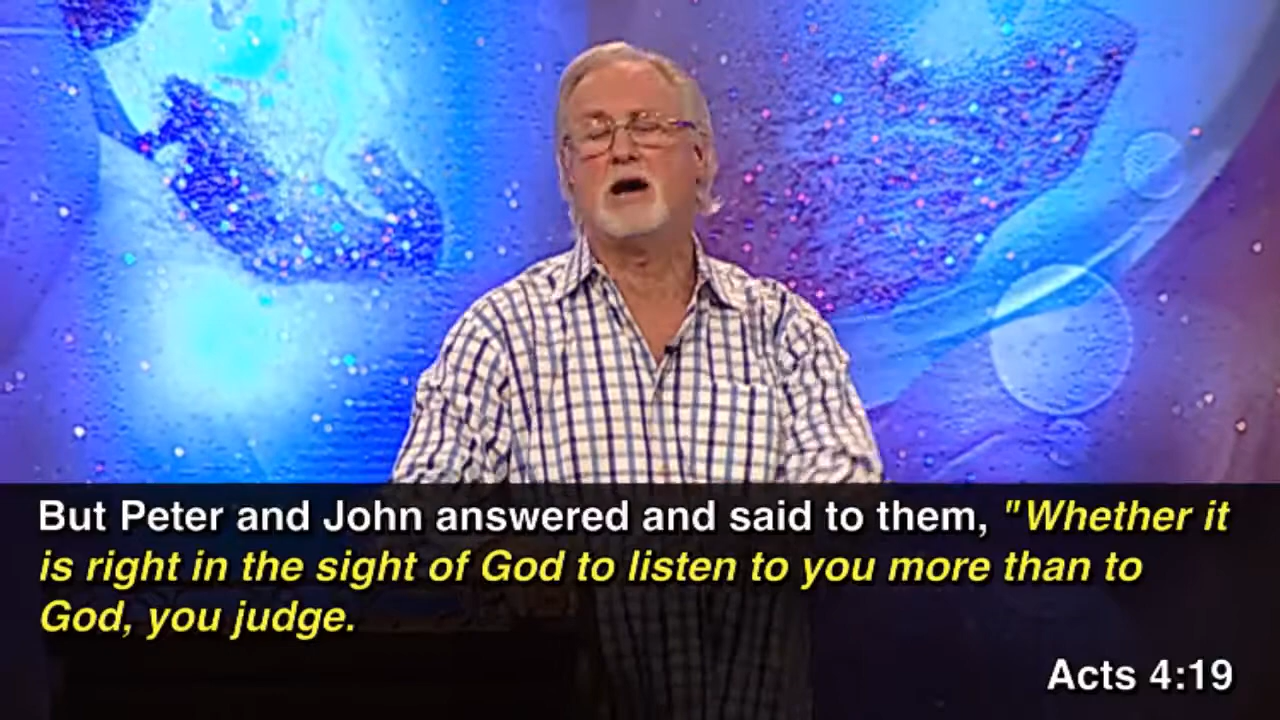 But Peter and John answered and said to them, "Whether it
is right in the sight of God to listen to you more than to
God, you judge.
Acts 4:19